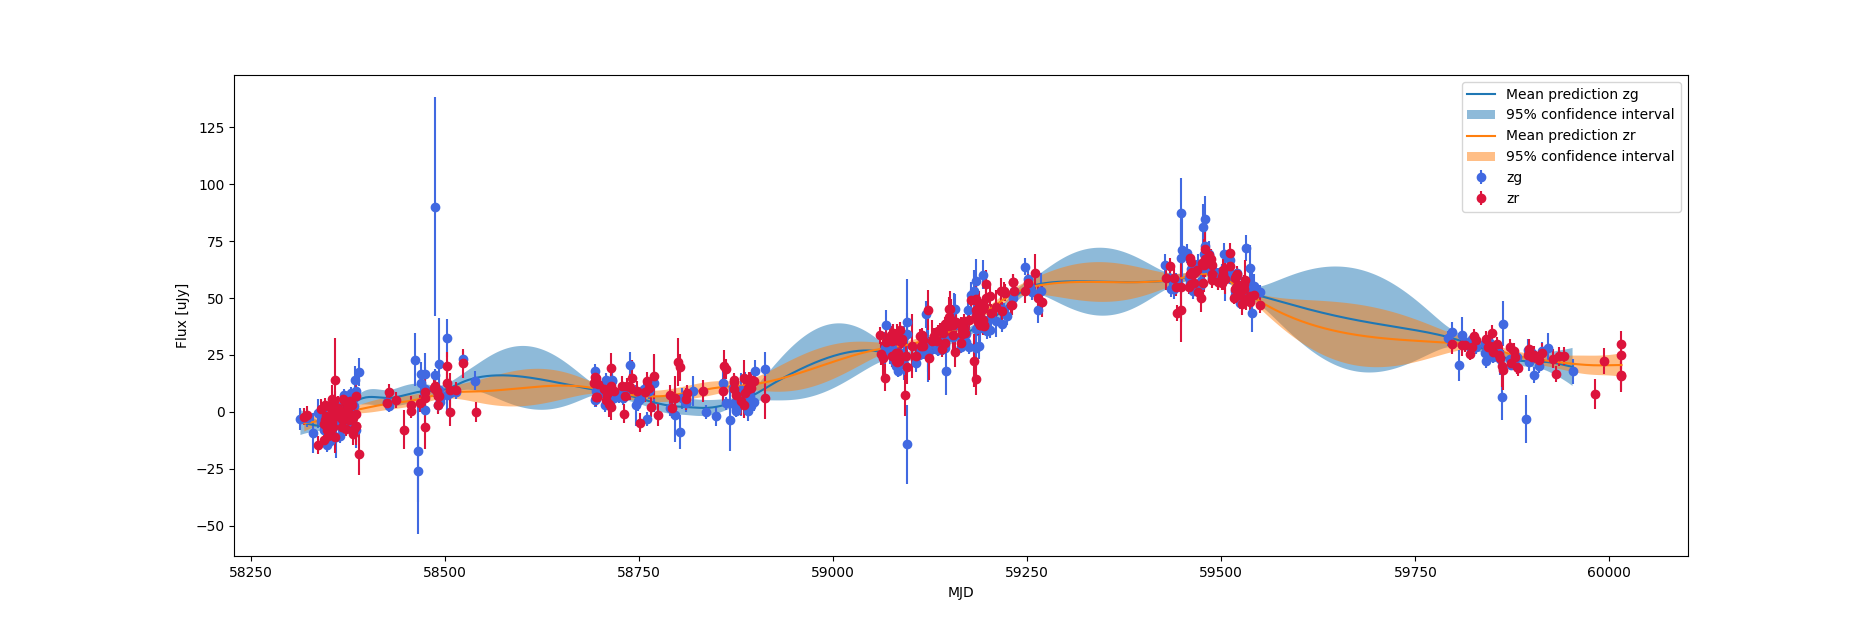 Flux [uJy]
125
100
75
50
25
0
−25
−50
58250 58500 58750 59000 59250 59500 59750 60000
MJD
Mean prediction zg
95% confidence interval
Mean prediction zr
95% confidence interval
zg
zr